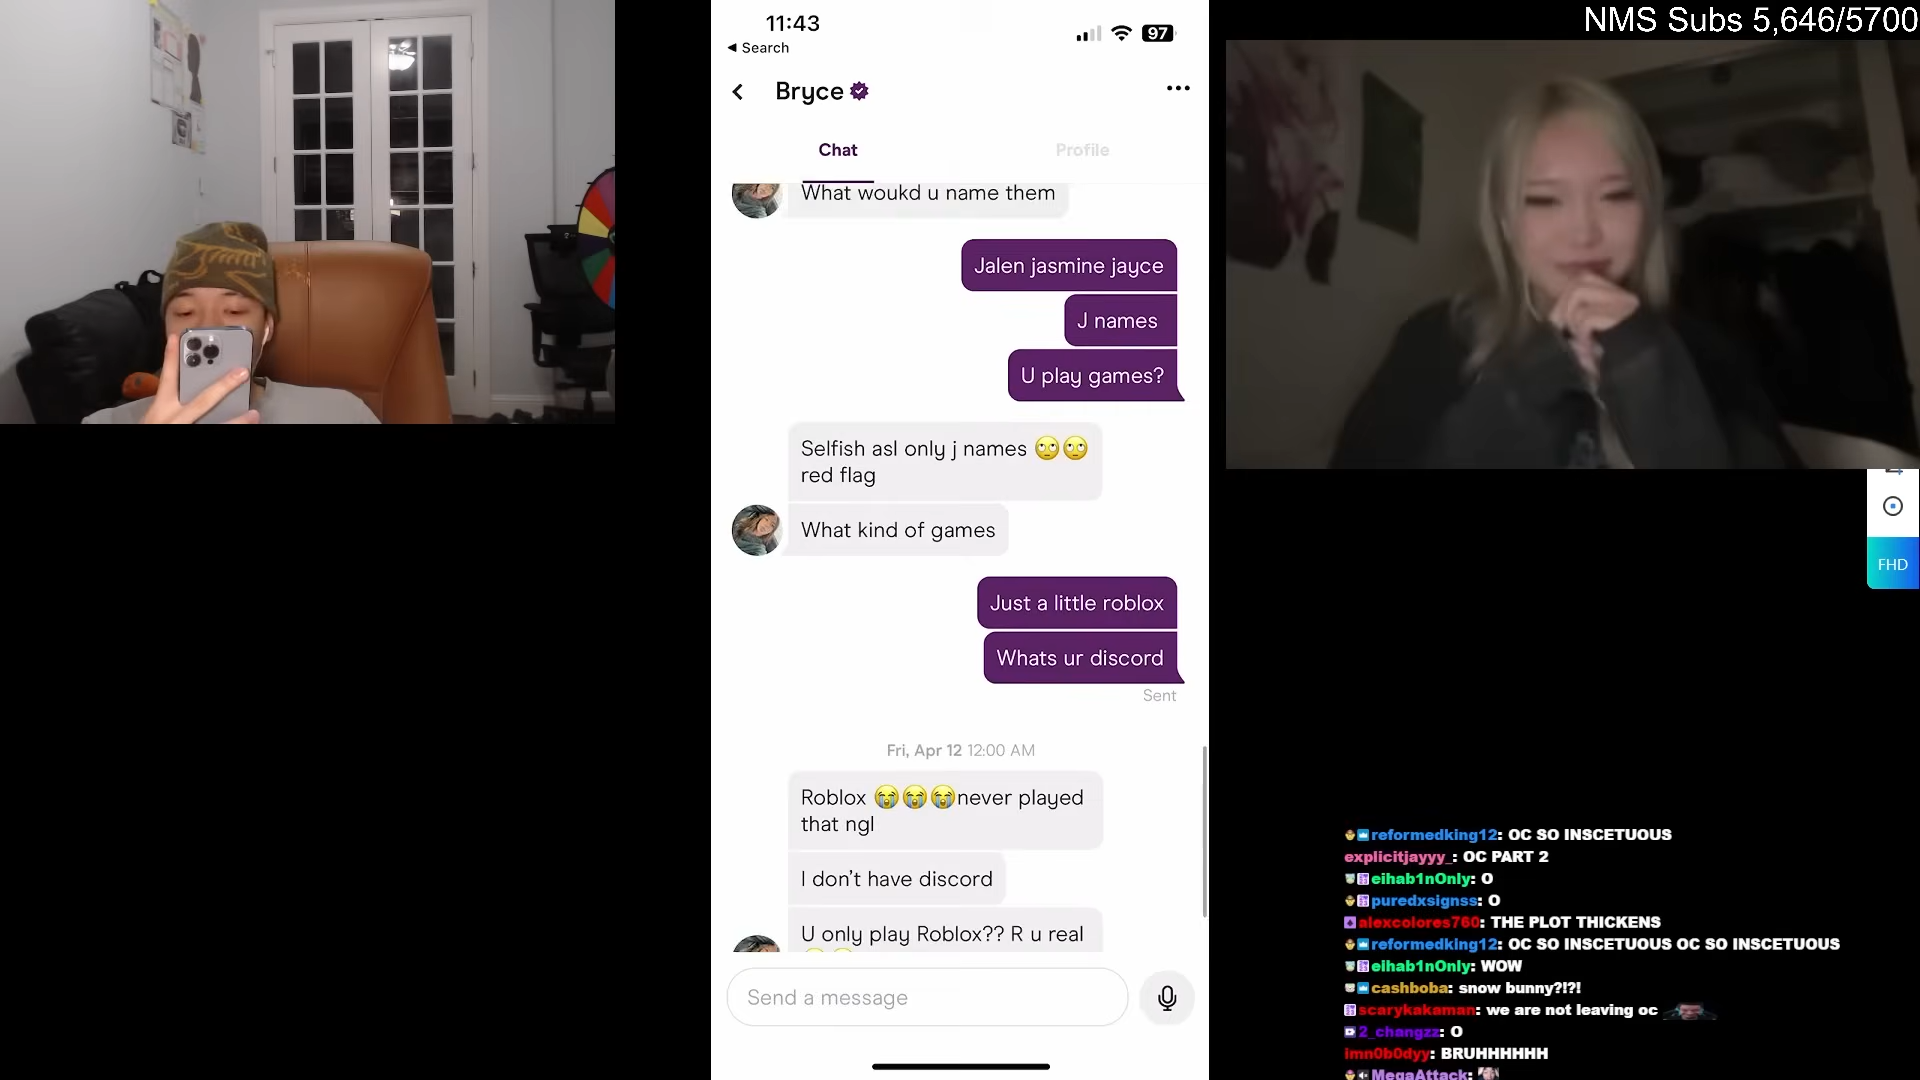 NMS Subs 5,646/5700
11:43
Search
97
Bryce
Chat
Profile
What woukd u name them
Jalen jasmine jayce
J names
U play games?
Selfish asl only j names 🙄🙄
red flag
What kind of games
Just a little roblox
Whats ur discord
Sent
Fri, Apr 12 12:00 AM
Roblox 😭😭😭never played
that ngl
I don't have discord
U only play Roblox?? R u real
Send a message
FHD
reformedking12: OC SO INSCETUOUS
explicitjayyy_: OC PART 2
eihab1nOnly: O
puredxsignss: O
alexcolores760: THE PLOT THICKENS
reformedking12: OC SO INSCETUOUS OC SO INSCETUOUS
eihab1nOnly: WOW
cashboba: snow bunny?!?!
scarykakaman: we are not leaving oc
2_changzz: O
imn0b0dyy: BRUHHHHHH
MegaAttack: